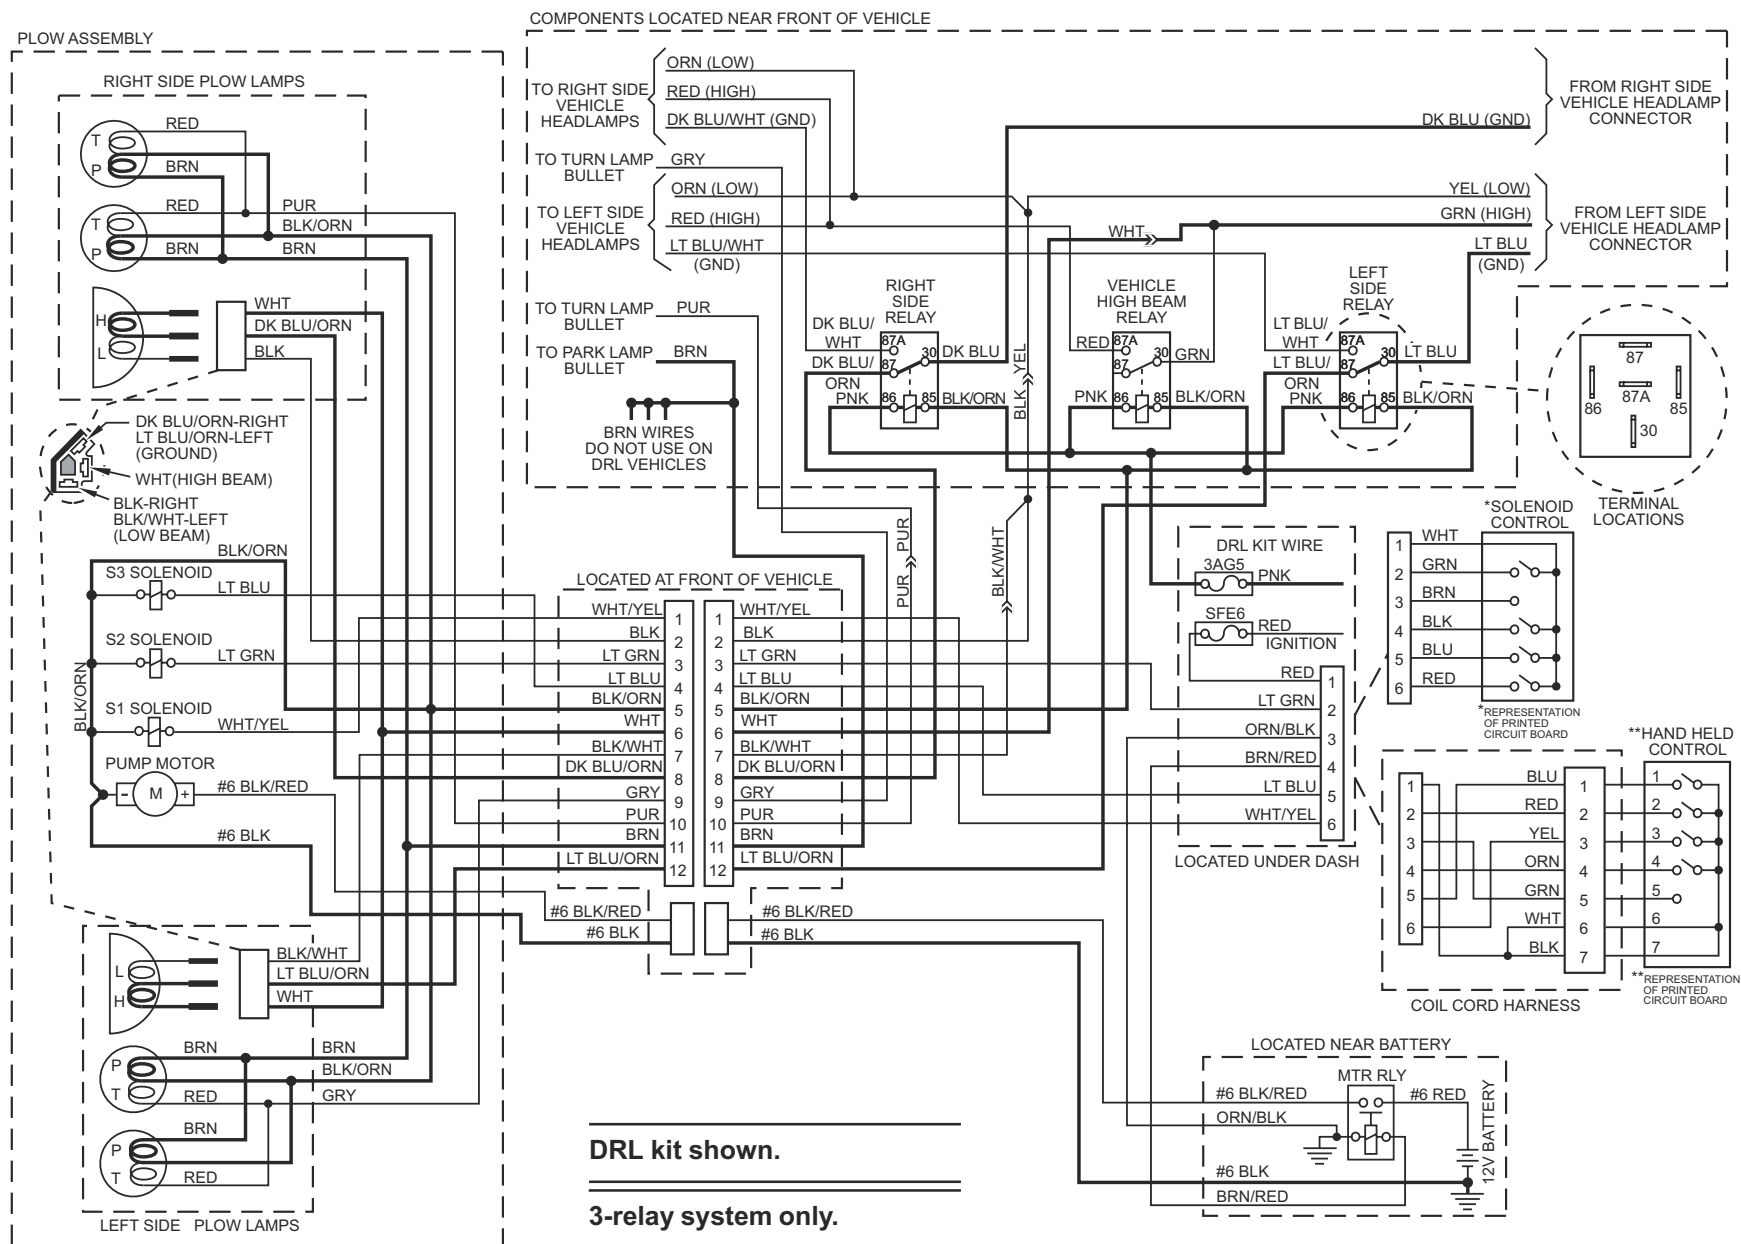 COMPONENTS LOCATED NEAR FRONT OF VEHICLE
PLOW ASSEMBLY
RIGHT SIDE PLOW LAMPS
T
P
RED
BRN
T
P
RED
BRN
PUR
BLK/ORN
BRN
H
L
WHT
DK BLU/ORN
BLK
DK BLU/ORN-RIGHT
LT BLU/ORN-LEFT
(GROUND)
WHT(HIGH BEAM)
BLK-RIGHT
BLK/WHT-LEFT
(LOW BEAM)
BLK/ORN
S3 SOLENOID
LT BLU
S2 SOLENOID
LT GRN
BLK/ORN
S1 SOLENOID
WHT/YEL
PUMP MOTOR
-
M
+
#6 BLK/RED
#6 BLK
L
H
BLK/WHT
LT BLU/ORN
WHT
P
T
BRN
RED
BRN
BLK/ORN
GRY
P
T
BRN
RED
LEFT SIDE PLOW LAMPS
TO RIGHT SIDE
VEHICLE
HEADLAMPS
ORN (LOW)
RED (HIGH)
DK BLU/WHT (GND)
TO TURN LAMP
BULLET
GRY
TO LEFT SIDE
VEHICLE
HEADLAMPS
ORN (LOW)
RED (HIGH)
LT BLU/WHT
(GND)
TO TURN LAMP
BULLET
PUR
TO PARK LAMP
BULLET
BRN
BRN WIRES
DO NOT USE ON
DRL VEHICLES
DK BLU (GND)
FROM RIGHT SIDE
VEHICLE HEADLAMP
CONNECTOR
YEL (LOW)
GRN (HIGH)
LT BLU
(GND)
FROM LEFT SIDE
VEHICLE HEADLAMP
CONNECTOR
WHT
RIGHT
SIDE
RELAY
DK BLU/
WHT
DK BLU/
ORN
PNK
87A
87
30
86
85
DK BLU
BLK/ORN
YEL
BLK
VEHICLE
HIGH BEAM
RELAY
RED
PNK
87A
87
30
86
85
GRN
BLK/ORN
LEFT
SIDE
RELAY
LT BLU/
WHT
LT BLU/
ORN
PNK
87A
87
30
86
85
LT BLU
BLK/ORN
87
86
87A
85
30
TERMINAL
LOCATIONS
PUR
PUR
BLK/WHT
LOCATED AT FRONT OF VEHICLE
WHT/YEL 1 1 WHT/YEL
BLK 2 2 BLK
LT GRN 3 3 LT GRN
LT BLU 4 4 LT BLU
BLK/ORN 5 5 BLK/ORN
WHT 6 6 WHT
BLK/WHT 7 7 BLK/WHT
DK BLU/ORN 8 8 DK BLU/ORN
GRY 9 9 GRY
PUR 10 10 PUR
BRN 11 11 BRN
LT BLU/ORN 12 12 LT BLU/ORN
#6 BLK/RED #6 BLK/RED
#6 BLK #6 BLK
DRL KIT WIRE
3AG5
PNK
SFE6
RED
IGNITION
RED 1
LT GRN 2
ORN/BLK 3
BRN/RED 4
LT BLU 5
WHT/YEL 6
LOCATED UNDER DASH
*SOLENOID
CONTROL
1 WHT
2 GRN
3 BRN
4 BLK
5 BLU
6 RED
*REPRESENTATION
OF PRINTED
CIRCUIT BOARD
**HAND HELD
CONTROL
1 BLU 1 1
2 RED 2 2
3 YEL 3 3
4 ORN 4 4
5 GRN 5 5
6 WHT 6 6
BLK 7 7
**REPRESENTATION
OF PRINTED
CIRCUIT BOARD
COIL CORD HARNESS
LOCATED NEAR BATTERY
MTR RLY
#6 BLK/RED
#6 RED
ORN/BLK
#6 BLK
BRN/RED
12V BATTERY
DRL kit shown.
3-relay system only.